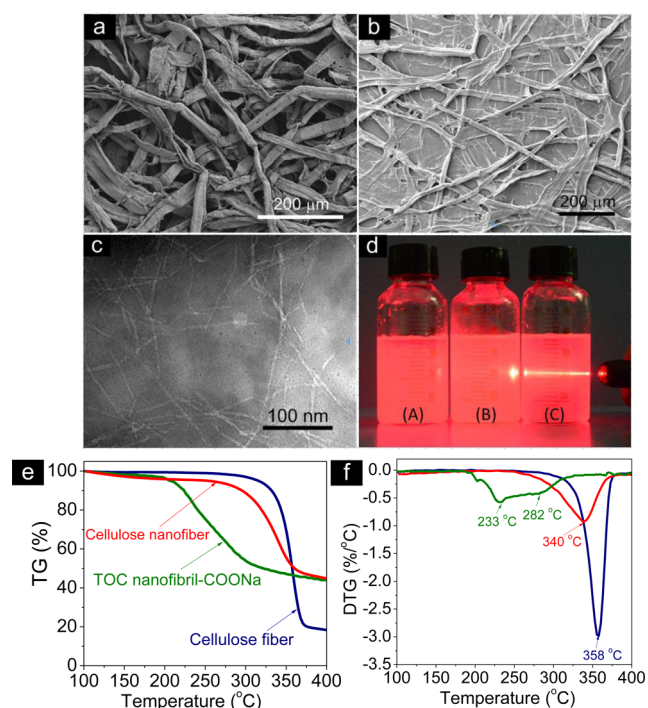 a
200 μm
b
200 μm
c
100 nm
d
(A)
(B)
(C)
e
100
80
60
40
20
0
TG (%)
Cellulose nanofiber
TOC nanofibril-COONa
Cellulose fiber
100 150 200 250 300 350 400
Temperature (°C)
f
0.0
-0.5
-1.0
-1.5
-2.0
-2.5
-3.0
-3.5
DTG (%/°C)
233 °C
282 °C
340 °C
358 °C
100 150 200 250 300 350 400
Temperature (°C)